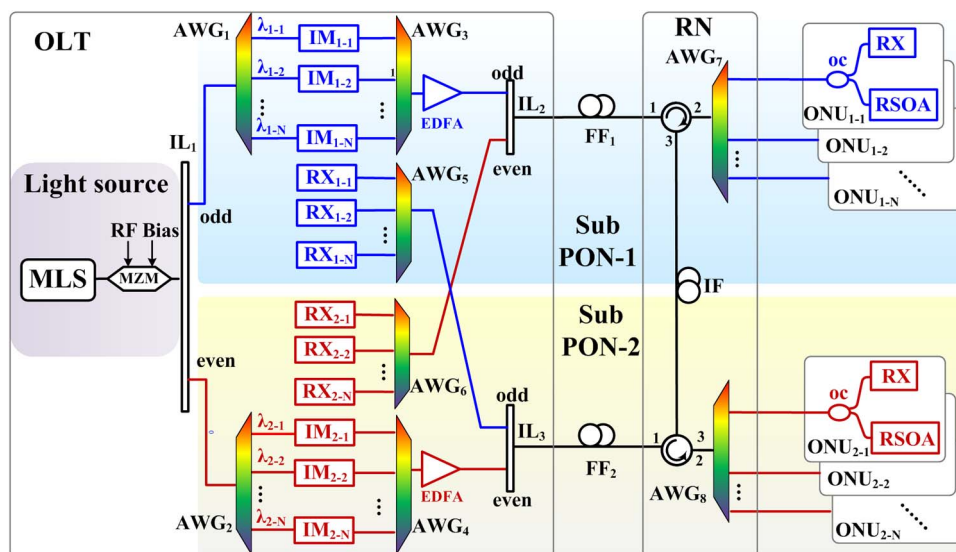 OLT
AWG1
λ1-1
IM1-1
AWG3
λ1-2
IM1-2
1
λ1-N
IM1-N
EDFA
odd
IL2
even
IL1
odd
even
Light source
RF Bias
MLS
MZM
RX1-1
RX1-2
RX1-N
AWG5
Sub
PON-1
RX2-1
RX2-2
RX2-N
AWG6
Sub
PON-2
AWG2
λ2-1
IM2-1
λ2-2
IM2-2
λ2-N
IM2-N
AWG4
EDFA
odd
IL3
even
FF1
FF2
RN
1
2
3
AWG7
IF
1
3
2
AWG8
oc
RX
RSOA
ONU1-1
ONU1-2
ONU1-N
oc
RX
RSOA
ONU2-1
ONU2-2
ONU2-N